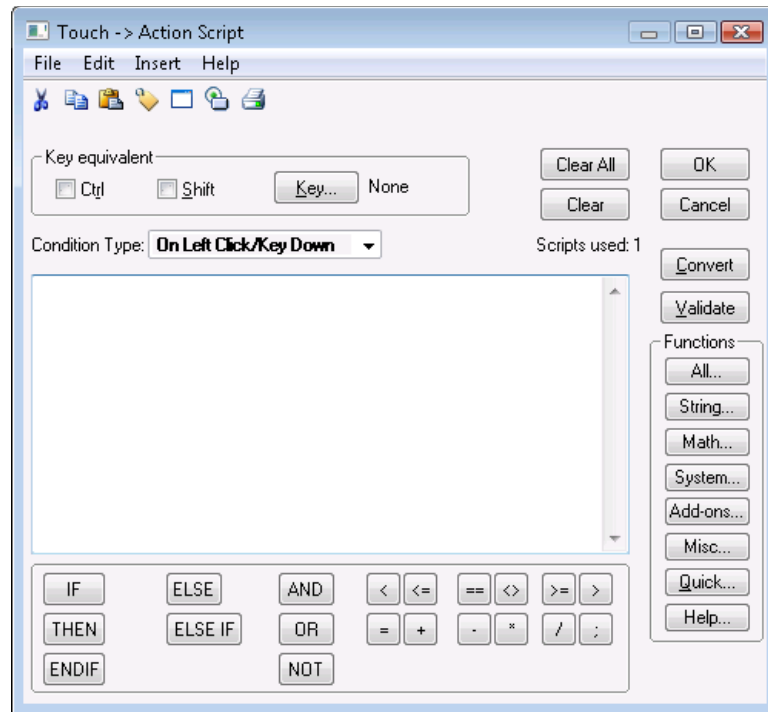 Touch -> Action Script
File Edit Insert Help
Key equivalent
Ctrl Shift Key... None
Clear All OK
Clear Cancel
Condition Type: On Left Click/Key Down Scripts used: 1
Convert
Validate
Functions
All...
String...
Math...
System...
Add-ons...
Misc...
Quick...
Help...
IF ELSE AND < <= == <> >= >
THEN ELSE IF OR = + - * / ;
ENDIF NOT